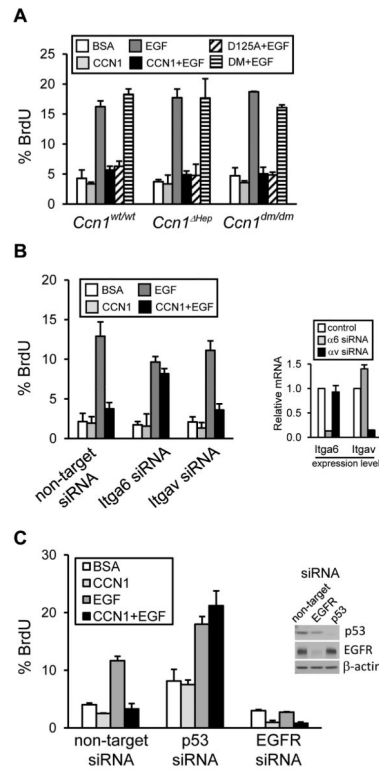 A
BSA EGF D125A+EGF
CCN1 CCN1+EGF DM+EGF
% BrdU
25
20
15
10
5
0
Ccn1wt/wt Ccn1ΔHep Ccn1dm/dm
B
BSA EGF
CCN1 CCN1+EGF
% BrdU
15
10
5
0
non-target siRNA
Itga6 siRNA
Itgav siRNA
control
α6 siRNA
αv siRNA
Relative mRNA
1.5
1.0
0.5
0
Itga6 Itgav
expression level
C
BSA
CCN1
EGF
CCN1+EGF
% BrdU
30
20
10
0
non-target siRNA
p53 siRNA
EGFR siRNA
siRNA
non-target
EGFR
p53
p53
EGFR
β-actin